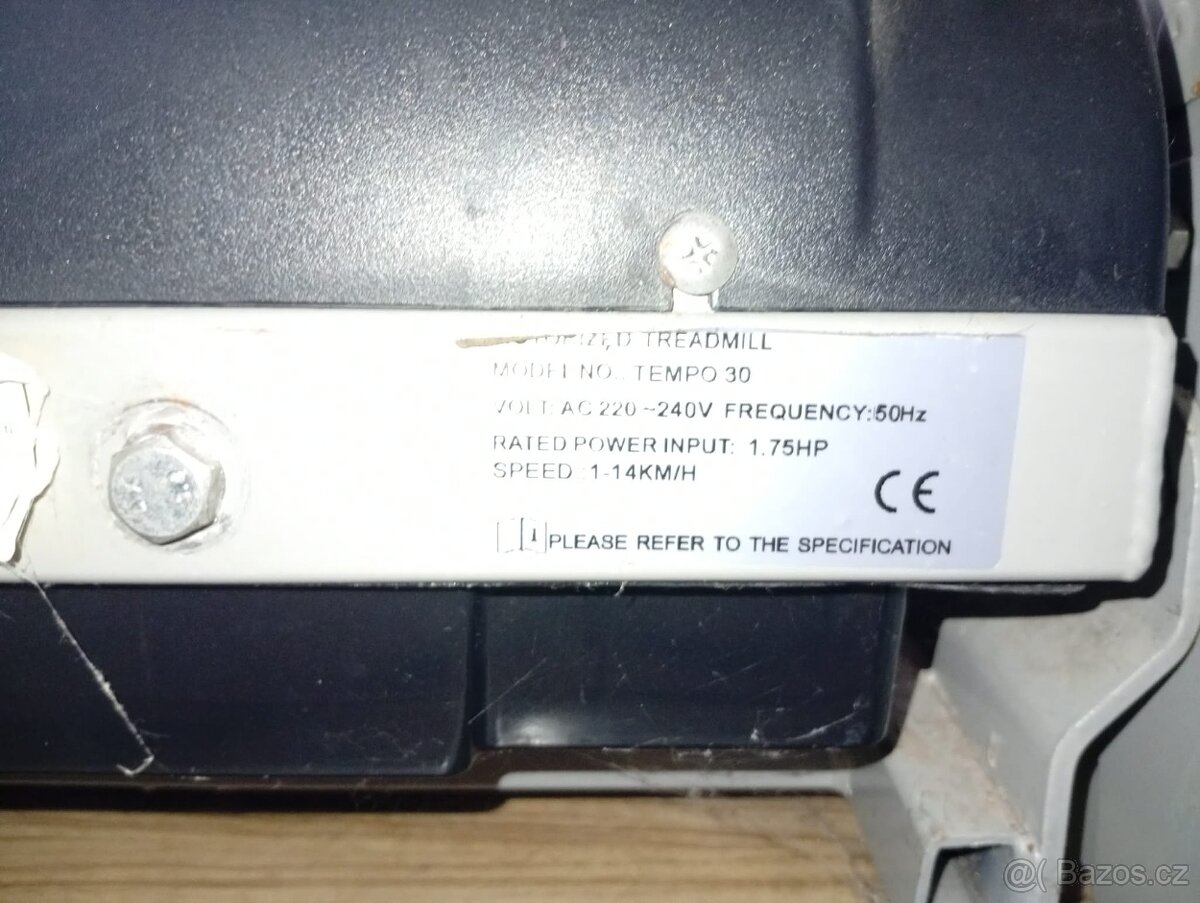 MOTORIZED TREADMILL
MODEL NO.: TEMPO 30
VOLT: AC 220~240V FREQUENCY:50Hz
RATED POWER INPUT: 1.75HP
SPEED: 1-14KM/H
CE
i PLEASE REFER TO THE SPECIFICATION
@( Bazos.cz